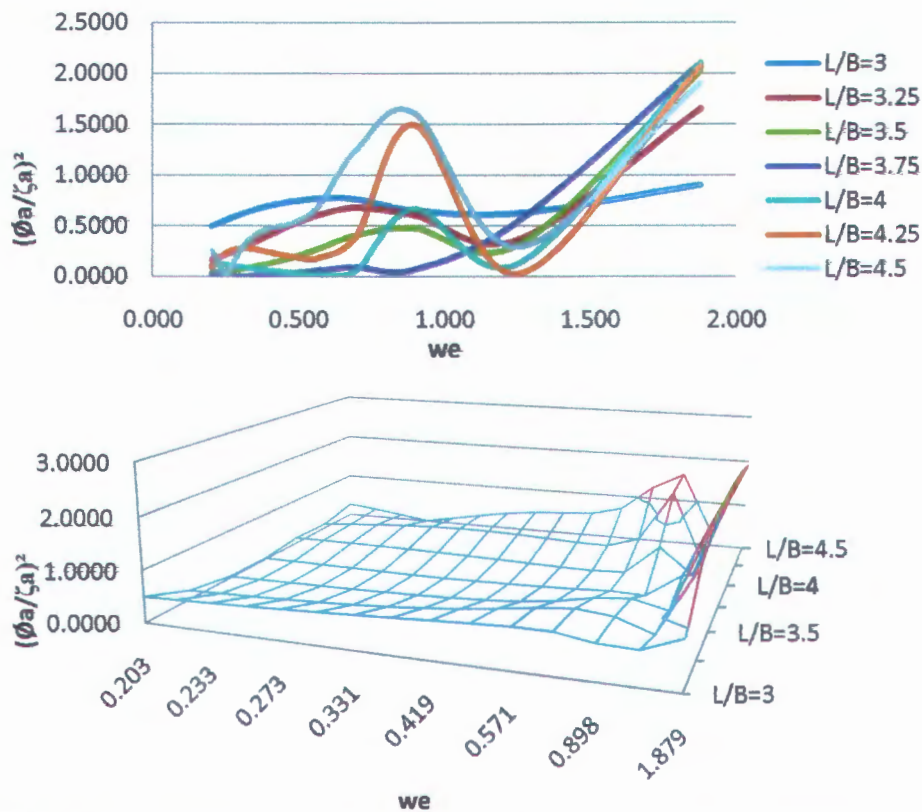 2.5000
2.0000
1.5000
1.0000
0.5000
0.0000
(Øa/ζa)²
0.000 0.500 1.000 1.500 2.000
we
L/B=3
L/B=3.25
L/B=3.5
L/B=3.75
L/B=4
L/B=4.25
L/B=4.5
3.0000
2.0000
1.0000
0.0000
(Øa/ζa)²
0.203 0.233 0.273 0.331 0.419 0.571 0.898 1.879
we
L/B=4.5
L/B=4
L/B=3.5
L/B=3